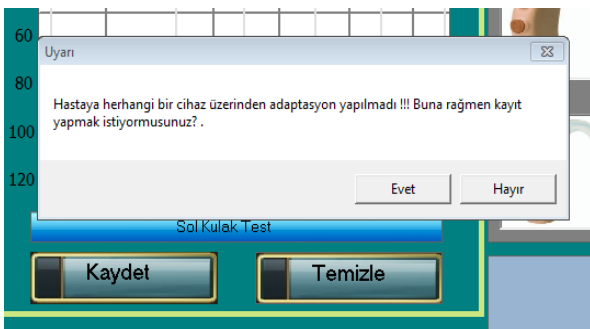 60
Uyarı
80
Hastaya herhangi bir cihaz üzerinden adaptasyon yapılmadı !!! Buna rağmen kayıt
yapmak istiyormusunuz? .
100
120
Evet Hayır
Sol Kulak Test
Kaydet Temizle